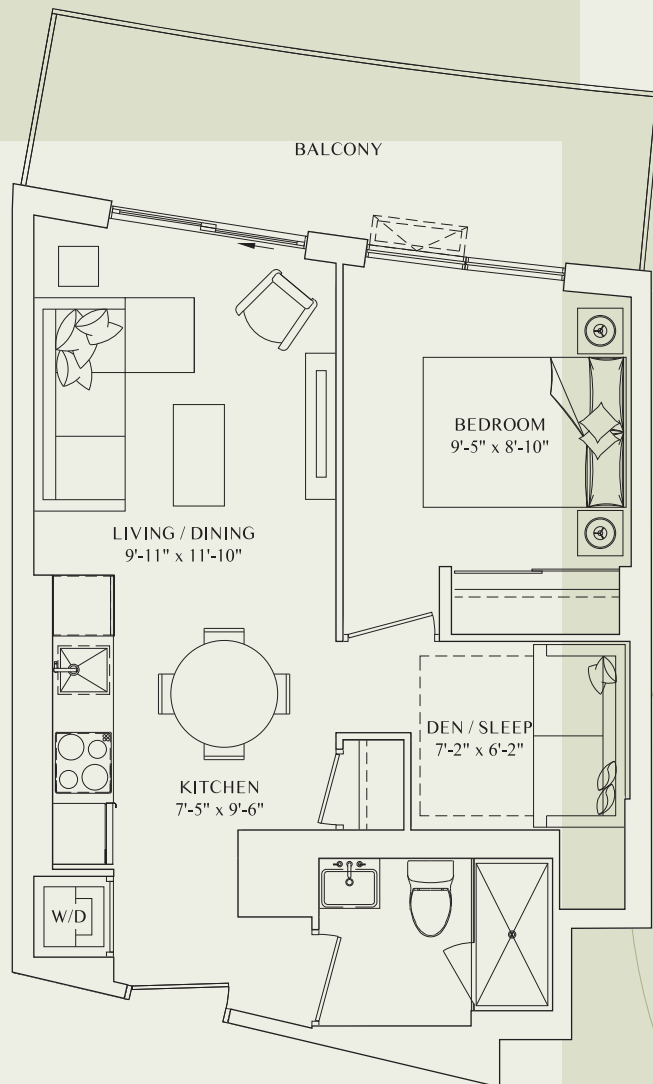 BALCONY
BEDROOM
9'-5" x 8'-10"
LIVING / DINING
9'-11" x 11'-10"
DEN / SLEEP
7'-2" x 6'-2"
KITCHEN
7'-5" x 9'-6"
W/D